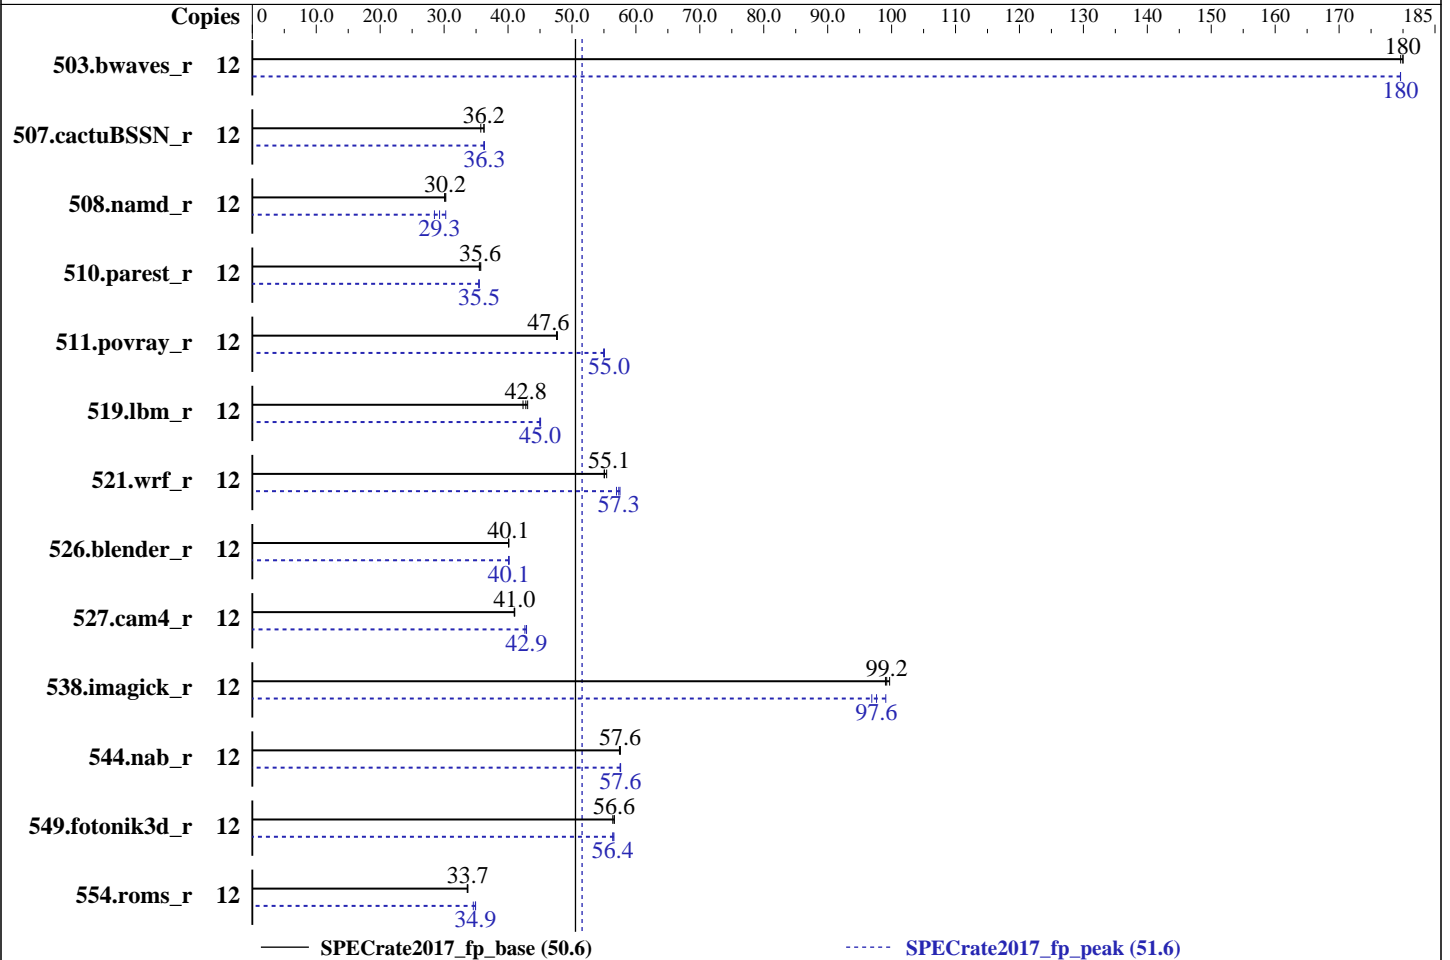 Copies 0 10.0 20.0 30.0 40.0 50.0 60.0 70.0 80.0 90.0 100 110 120 130 140 150 160 170 185
180
503.bwaves_r 12
180
36.2
507.cactuBSSN_r 12
36.3
30.2
508.namd_r 12
29.3
35.6
510.parest_r 12
35.5
47.6
511.povray_r 12
55.0
42.8
519.lbm_r 12
45.0
55.1
521.wrf_r 12
57.3
40.1
526.blender_r 12
40.1
41.0
527.cam4_r 12
42.9
99.2
538.imagick_r 12
97.6
57.6
544.nab_r 12
57.6
56.6
549.fotonik3d_r 12
56.4
33.7
554.roms_r 12
34.9
SPECrate2017_fp_base (50.6) SPECrate2017_fp_peak (51.6)